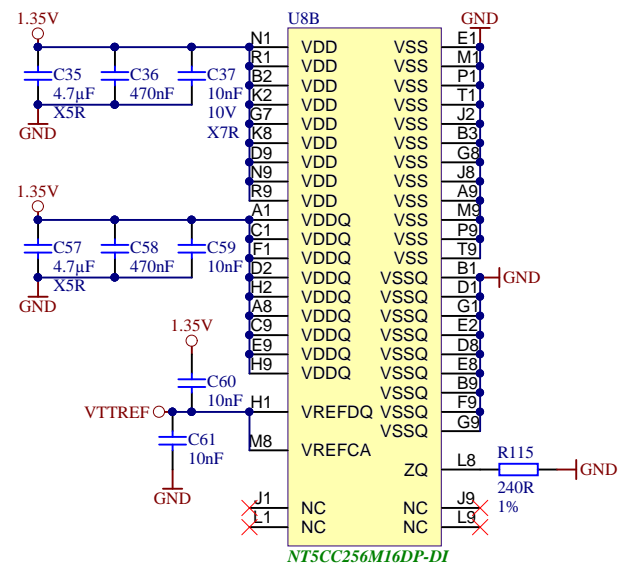 U8B
1.35V
GND
N1 VDD VSS E1
R1 VDD VSS M1
C35 C36 C37 B2 VDD VSS P1
4.7µF 470nF 10nF K2 VDD VSS T1
X5R 10V G7 VDD VSS J2
GND X7R K8 VDD VSS B3
D9 VDD VSS G8
N9 VDD VSS J8
1.35V R9 VDD VSS A9
A1 VDDQ VSS M9
C1 VDDQ VSS P9
C57 C58 C59 F1 VDDQ VSS T9
4.7µF 470nF 10nF D2 VDDQ VSSQ B1 GND
X5R H2 VDDQ VSSQ D1
GND A8 VDDQ VSSQ G1
1.35V C9 VDDQ VSSQ E2
E9 VDDQ VSSQ D8
H9 VDDQ VSSQ E8
C60 VSSQ B9
10nF
VTTREF H1 VREFDQ VSSQ F9
VSSQ G9
C61 M8 VREFCA
10nF ZQ L8 R115 GND
GND 240R
1%
J1 NC NC J9
L1 NC NC L9
NT5CC256M16DP-DI